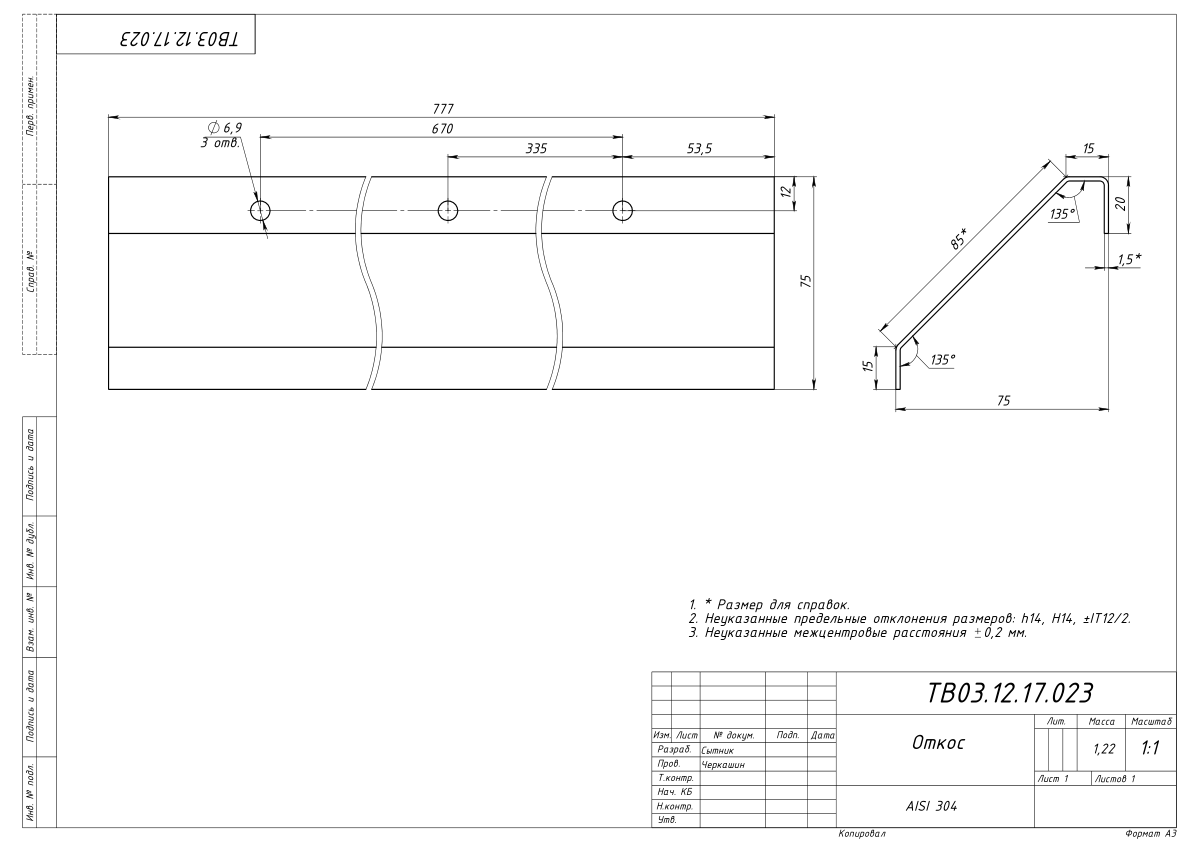 ТВ03.12.17.023
Перв. примен.
Справ. №
Подпись и дата
Инв. № дубл.
Взам. инв. №
Подпись и дата
Инв. № подл.
777
670
335
53,5
∅ 6,9
3 отв.
12
75
15
20
135°
85*
1,5*
135°
15
75
1. * Размер для справок.
2. Неуказанные предельные отклонения размеров: h14, H14, ±IT12/2.
3. Неуказанные межцентровые расстояния ±0,2 мм.
ТВ03.12.17.023
Изм. Лист № докум. Подп. Дата
Разраб. Сытник
Пров. Черкашин
Т.контр.
Нач. КБ
Н.контр.
Утв.
Откос
Лит. Масса Масштаб
1,22 1:1
Лист 1 Листов 1
AISI 304
Копировал Формат А3